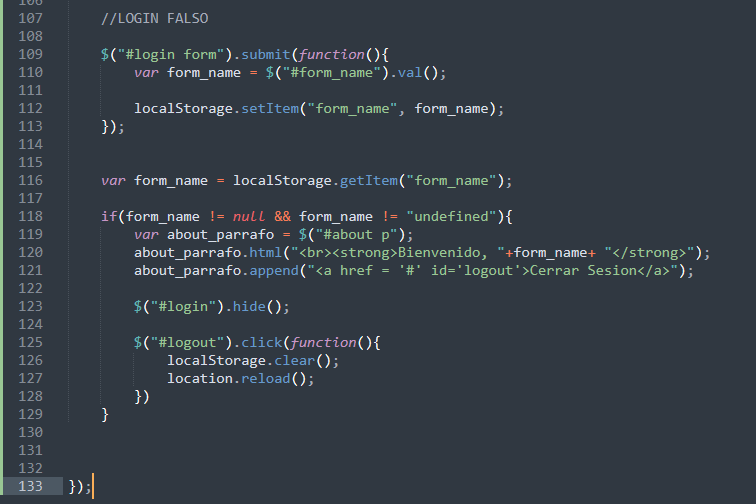 106
107 //LOGIN FALSO
108
109 $("#login form").submit(function(){
110 var form_name = $("#form_name").val();
111
112 localStorage.setItem("form_name", form_name);
113 });
114
115
116 var form_name = localStorage.getItem("form_name");
117
118 if(form_name != null && form_name != "undefined"){
119 var about_parrafo = $("#about p");
120 about_parrafo.html("<br><strong>Bienvenido, "+form_name+ "</strong>");
121 about_parrafo.append("<a href = '#' id='logout'>Cerrar Sesion</a>");
122
123 $("#login").hide();
124
125 $("#logout").click(function(){
126 localStorage.clear();
127 location.reload();
128 })
129 }
130
131
132
133 });